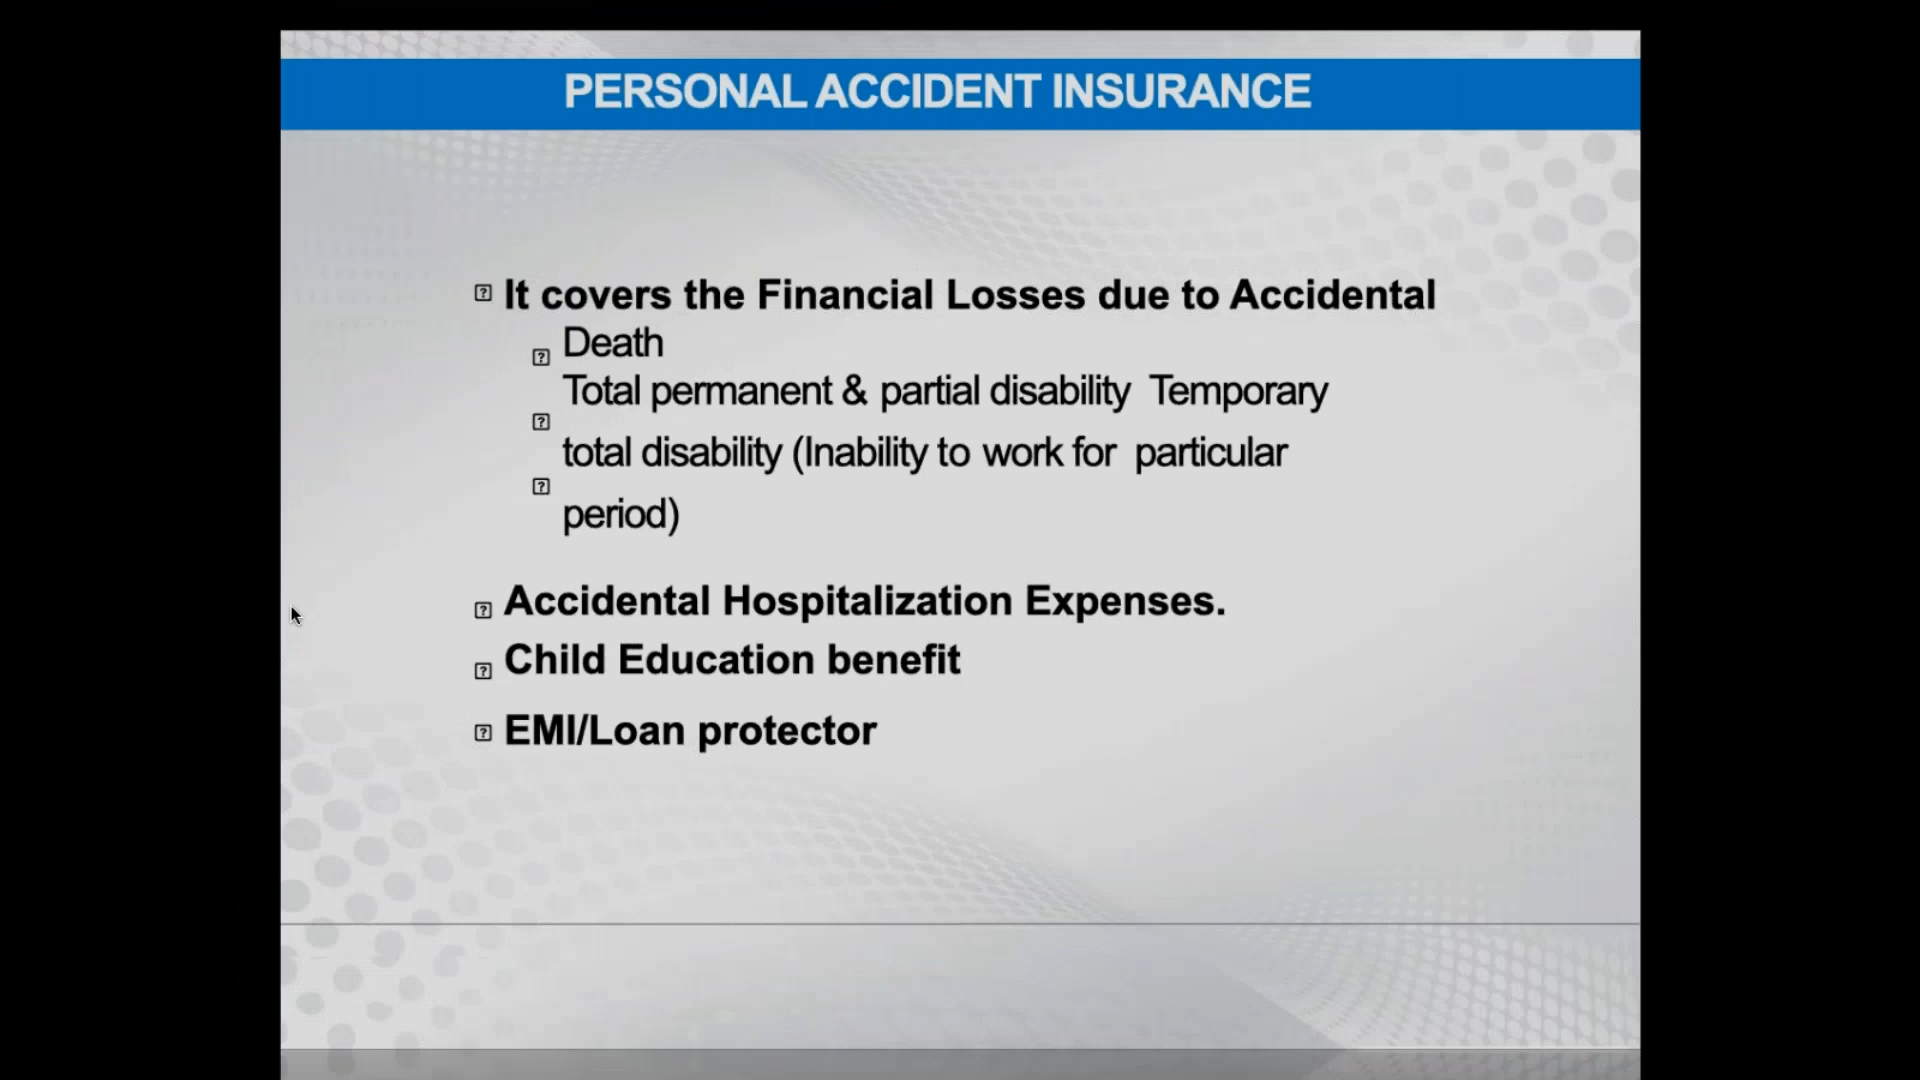 PERSONAL ACCIDENT INSURANCE
It covers the Financial Losses due to Accidental
Death
Total permanent & partial disability Temporary
total disability (Inability to work for particular
period)
Accidental Hospitalization Expenses.
Child Education benefit
EMI/Loan protector